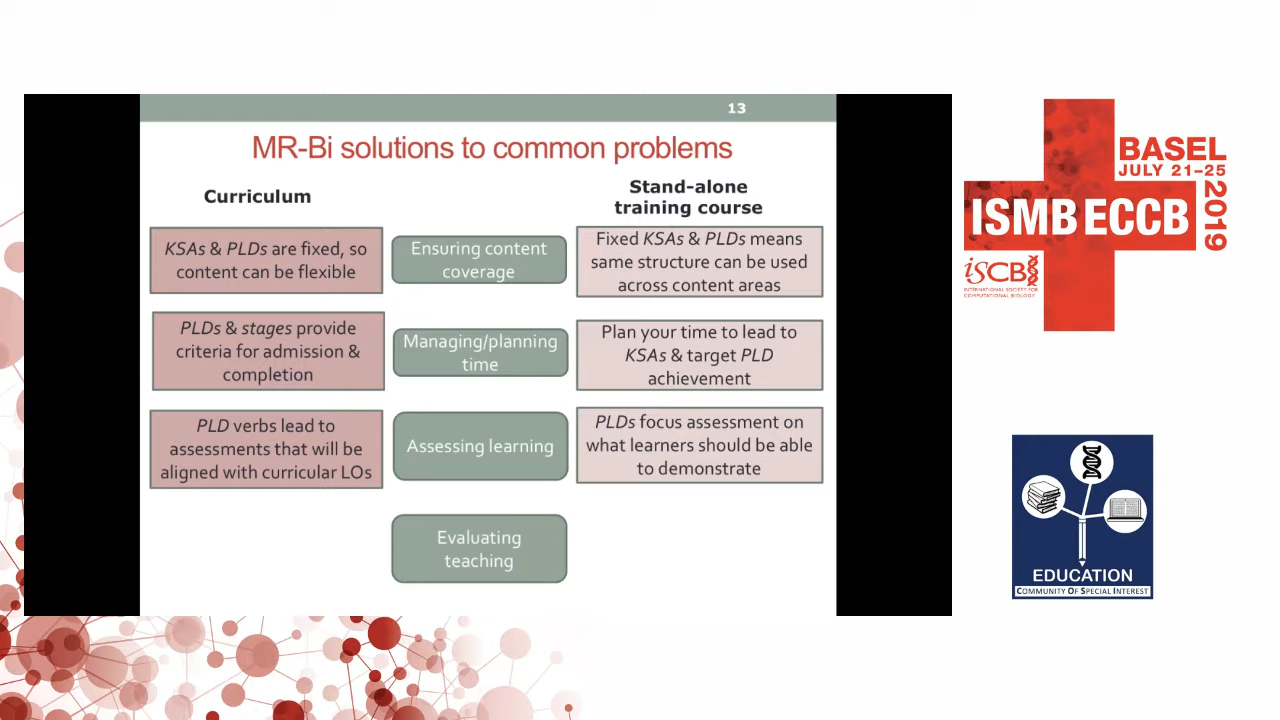 13
MR-Bi solutions to common problems
Curriculum
Stand-alone
training course
KSAs & PLDs are fixed, so
content can be flexible
Ensuring content
coverage
Fixed KSAs & PLDs means
same structure can be used
across content areas
PLDs & stages provide
criteria for admission &
completion
Managing/planning
time
Plan your time to lead to
KSAs & target PLD
achievement
PLD verbs lead to
assessments that will be
aligned with curricular LOs
Assessing learning
PLDs focus assessment on
what learners should be able
to demonstrate
Evaluating
teaching
BASEL
JULY 21–25
2019
ISMB ECCB
iSCB
INTERNATIONAL SOCIETY FOR
COMPUTATIONAL BIOLOGY
EDUCATION
COMMUNITY OF SPECIAL INTEREST